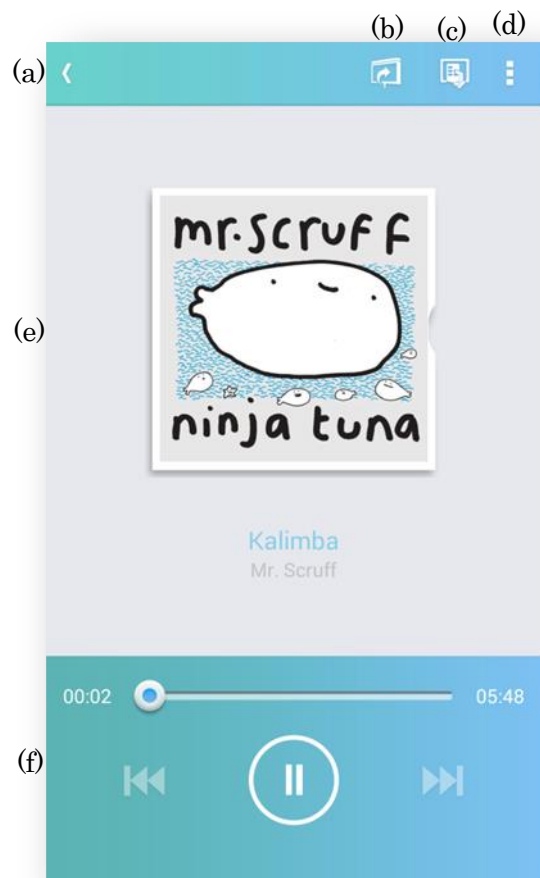 (b) (c) (d)
(a)
mr.scruff
(e)
ninja tuna
Kalimba
Mr. Scruff
00:02 05:48
(f)